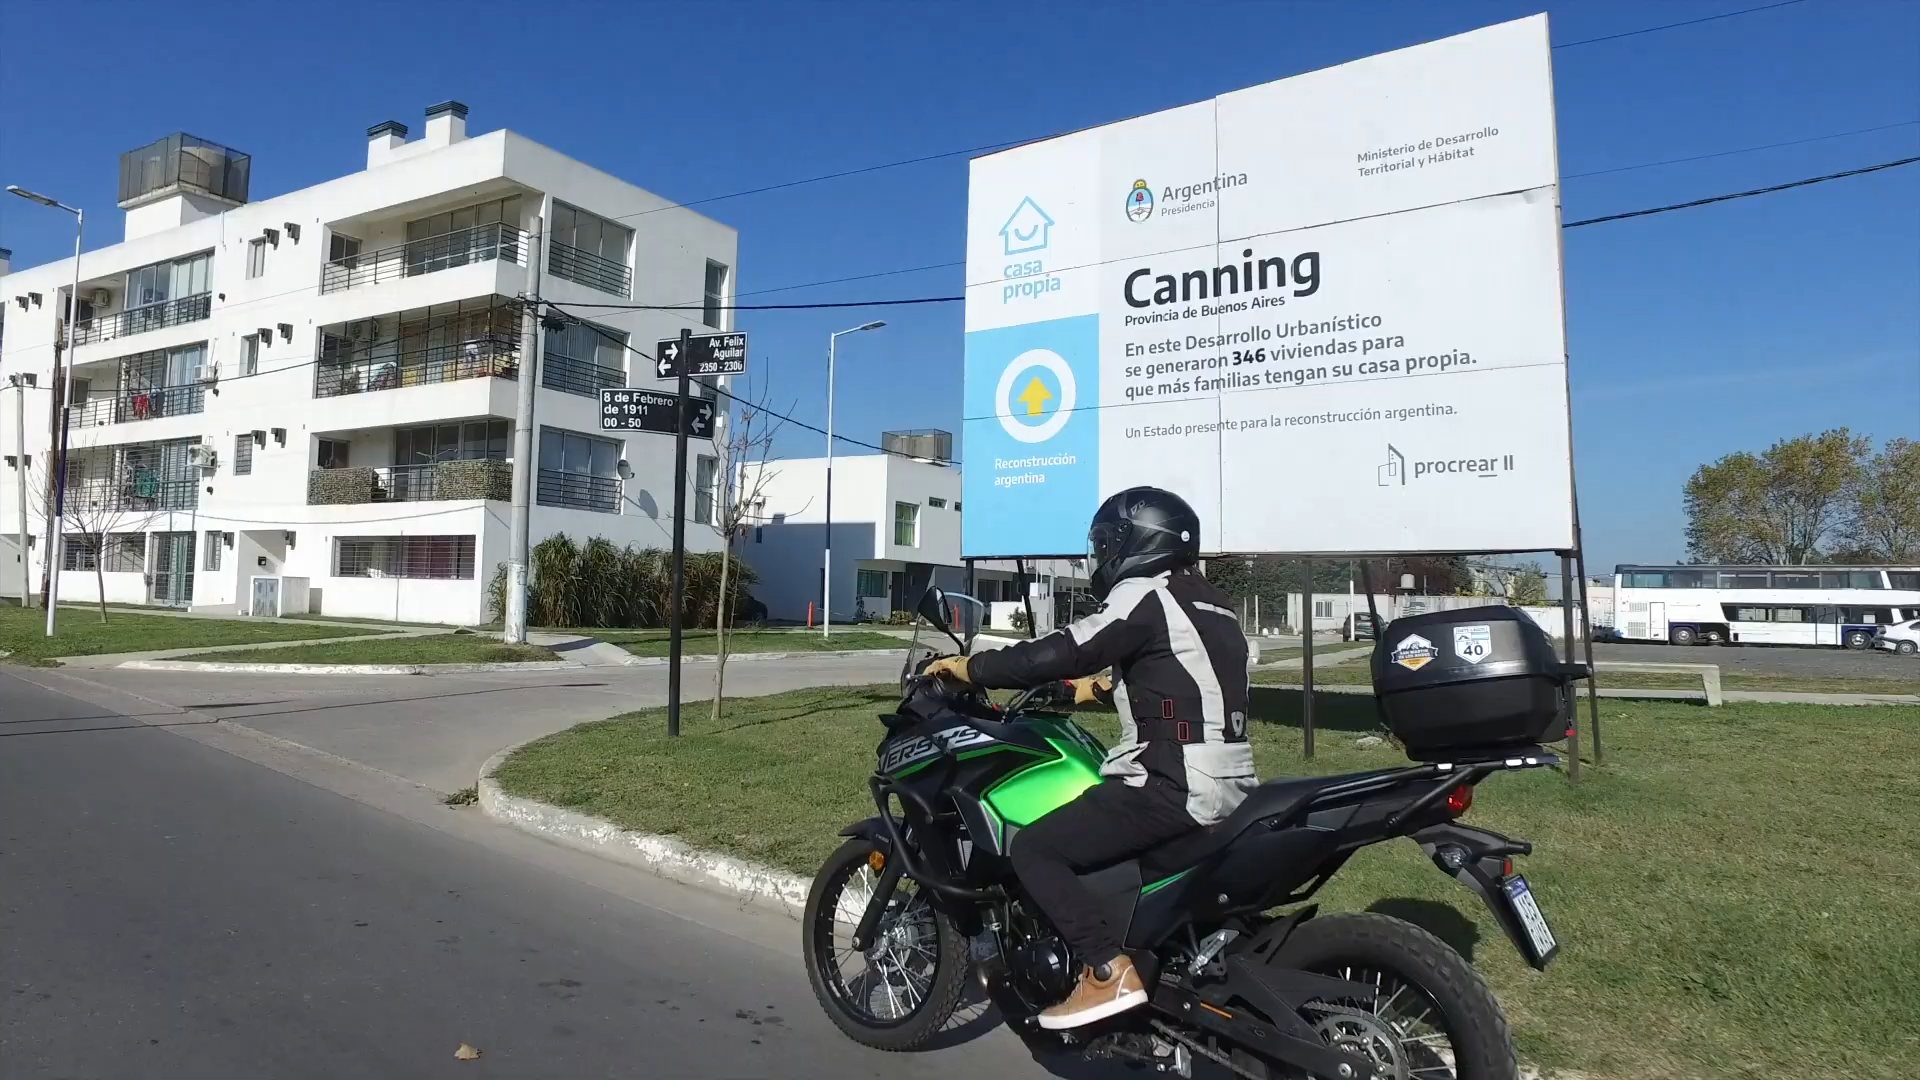 Av. Felix
Aguilar
2350 - 2300
8 de Febrero
de 1911
00 - 50
casa
propia
Reconstrucción
argentina
Argentina
Presidencia
Ministerio de Desarrollo
Territorial y Hábitat
Canning
Provincia de Buenos Aires
En este Desarrollo Urbanístico
se generaron 346 viviendas para
que más familias tengan su casa propia.
Un Estado presente para la reconstrucción argentina.
procrear II
ERSYS
40